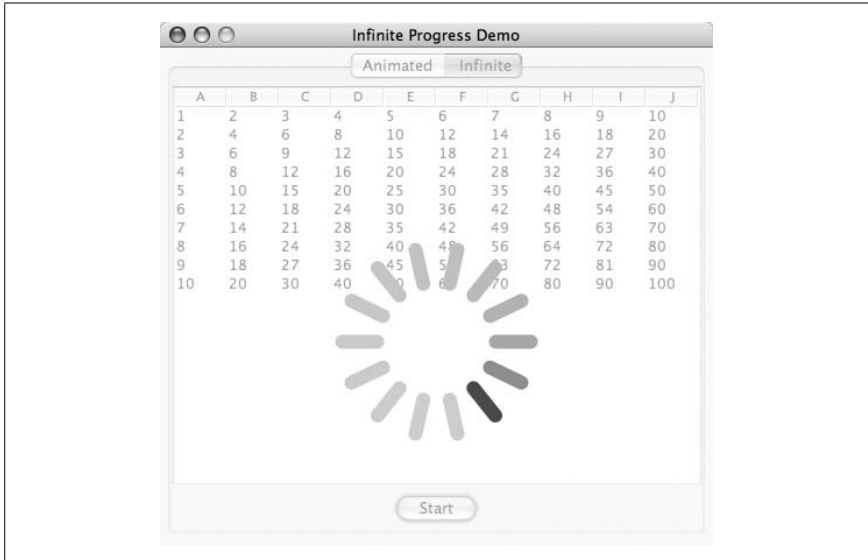 Infinite Progress Demo
Animated Infinite
A B C D E F G H I J
1 2 3 4 5 6 7 8 9 10
2 4 6 8 10 12 14 16 18 20
3 6 9 12 15 18 21 24 27 30
4 8 12 16 20 24 28 32 36 40
5 10 15 20 25 30 35 40 45 50
6 12 18 24 30 36 42 48 54 60
7 14 21 28 35 42 49 56 63 70
8 16 24 32 40 48 56 64 72 80
9 18 27 36 45 72 81 90
10 20 30 40 70 80 90 100
Start